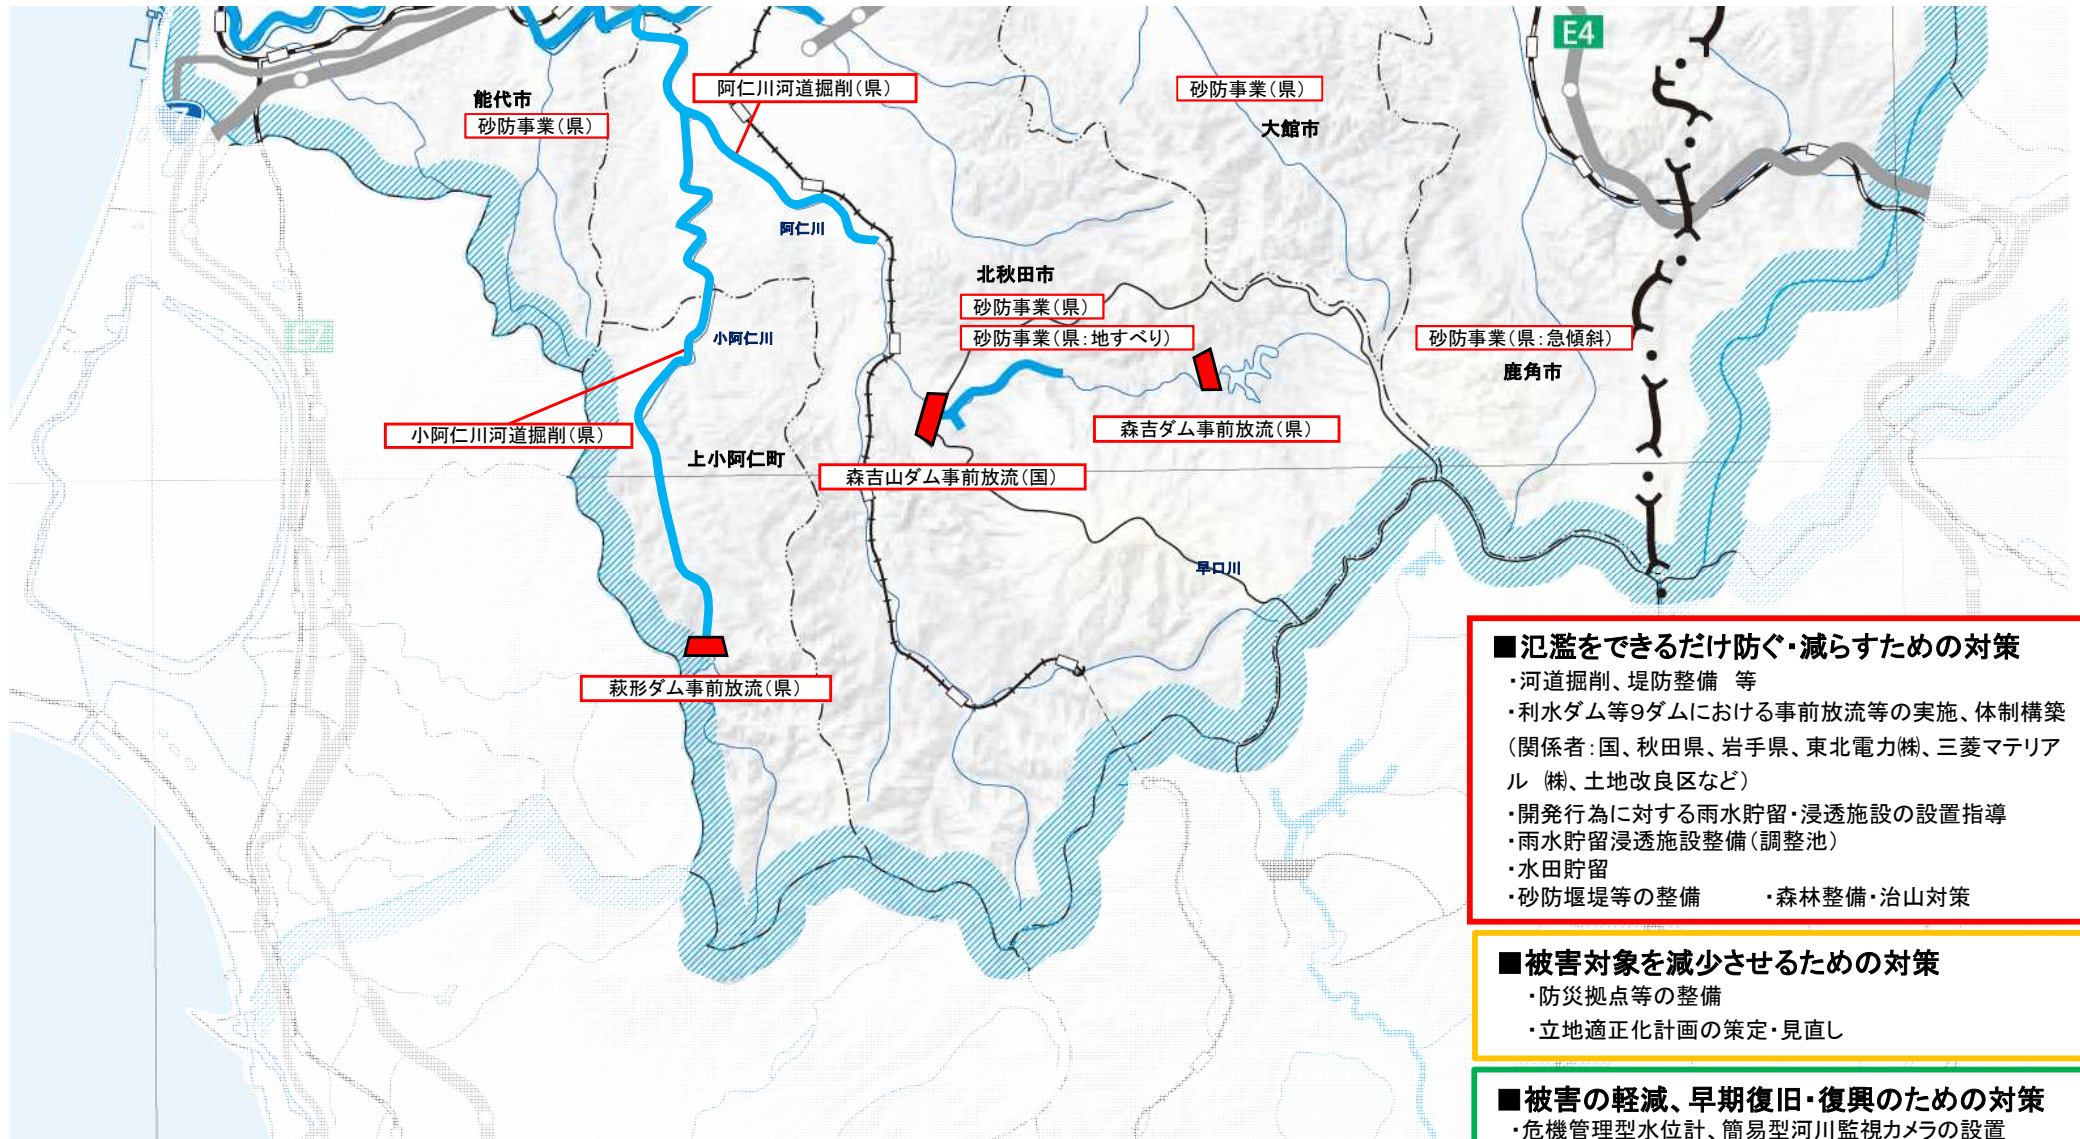 E4
阿仁川河道掘削(県)
砂防事業(県)
能代市
砂防事業(県)
大館市
阿仁川
北秋田市
砂防事業(県)
砂防事業(県:地すべり)
小阿仁川
砂防事業(県:急傾斜)
鹿角市
小阿仁川河道掘削(県)
森吉ダム事前放流(県)
上小阿仁町
森吉山ダム事前放流(国)
早口川
萩形ダム事前放流(県)
■氾濫をできるだけ防ぐ・減らすための対策
・河道掘削、堤防整備 等
・利水ダム等9ダムにおける事前放流等の実施、体制構築
(関係者:国、秋田県、岩手県、東北電力㈱、三菱マテリア
ル ㈱、土地改良区など)
・開発行為に対する雨水貯留・浸透施設の設置指導
・雨水貯留浸透施設整備(調整池)
・水田貯留
・砂防堰堤等の整備 ・森林整備・治山対策
■被害対象を減少させるための対策
・防災拠点等の整備
・立地適正化計画の策定・見直し
■被害の軽減、早期復旧・復興のための対策
・危機管理型水位計、簡易型河川監視カメラの設置